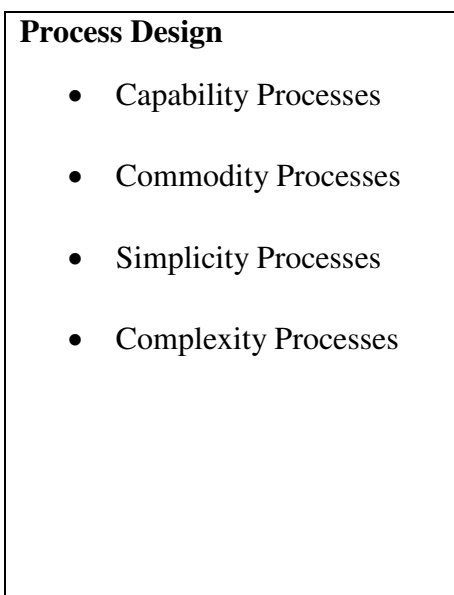 Process Design
• Capability Processes
• Commodity Processes
• Simplicity Processes
• Complexity Processes